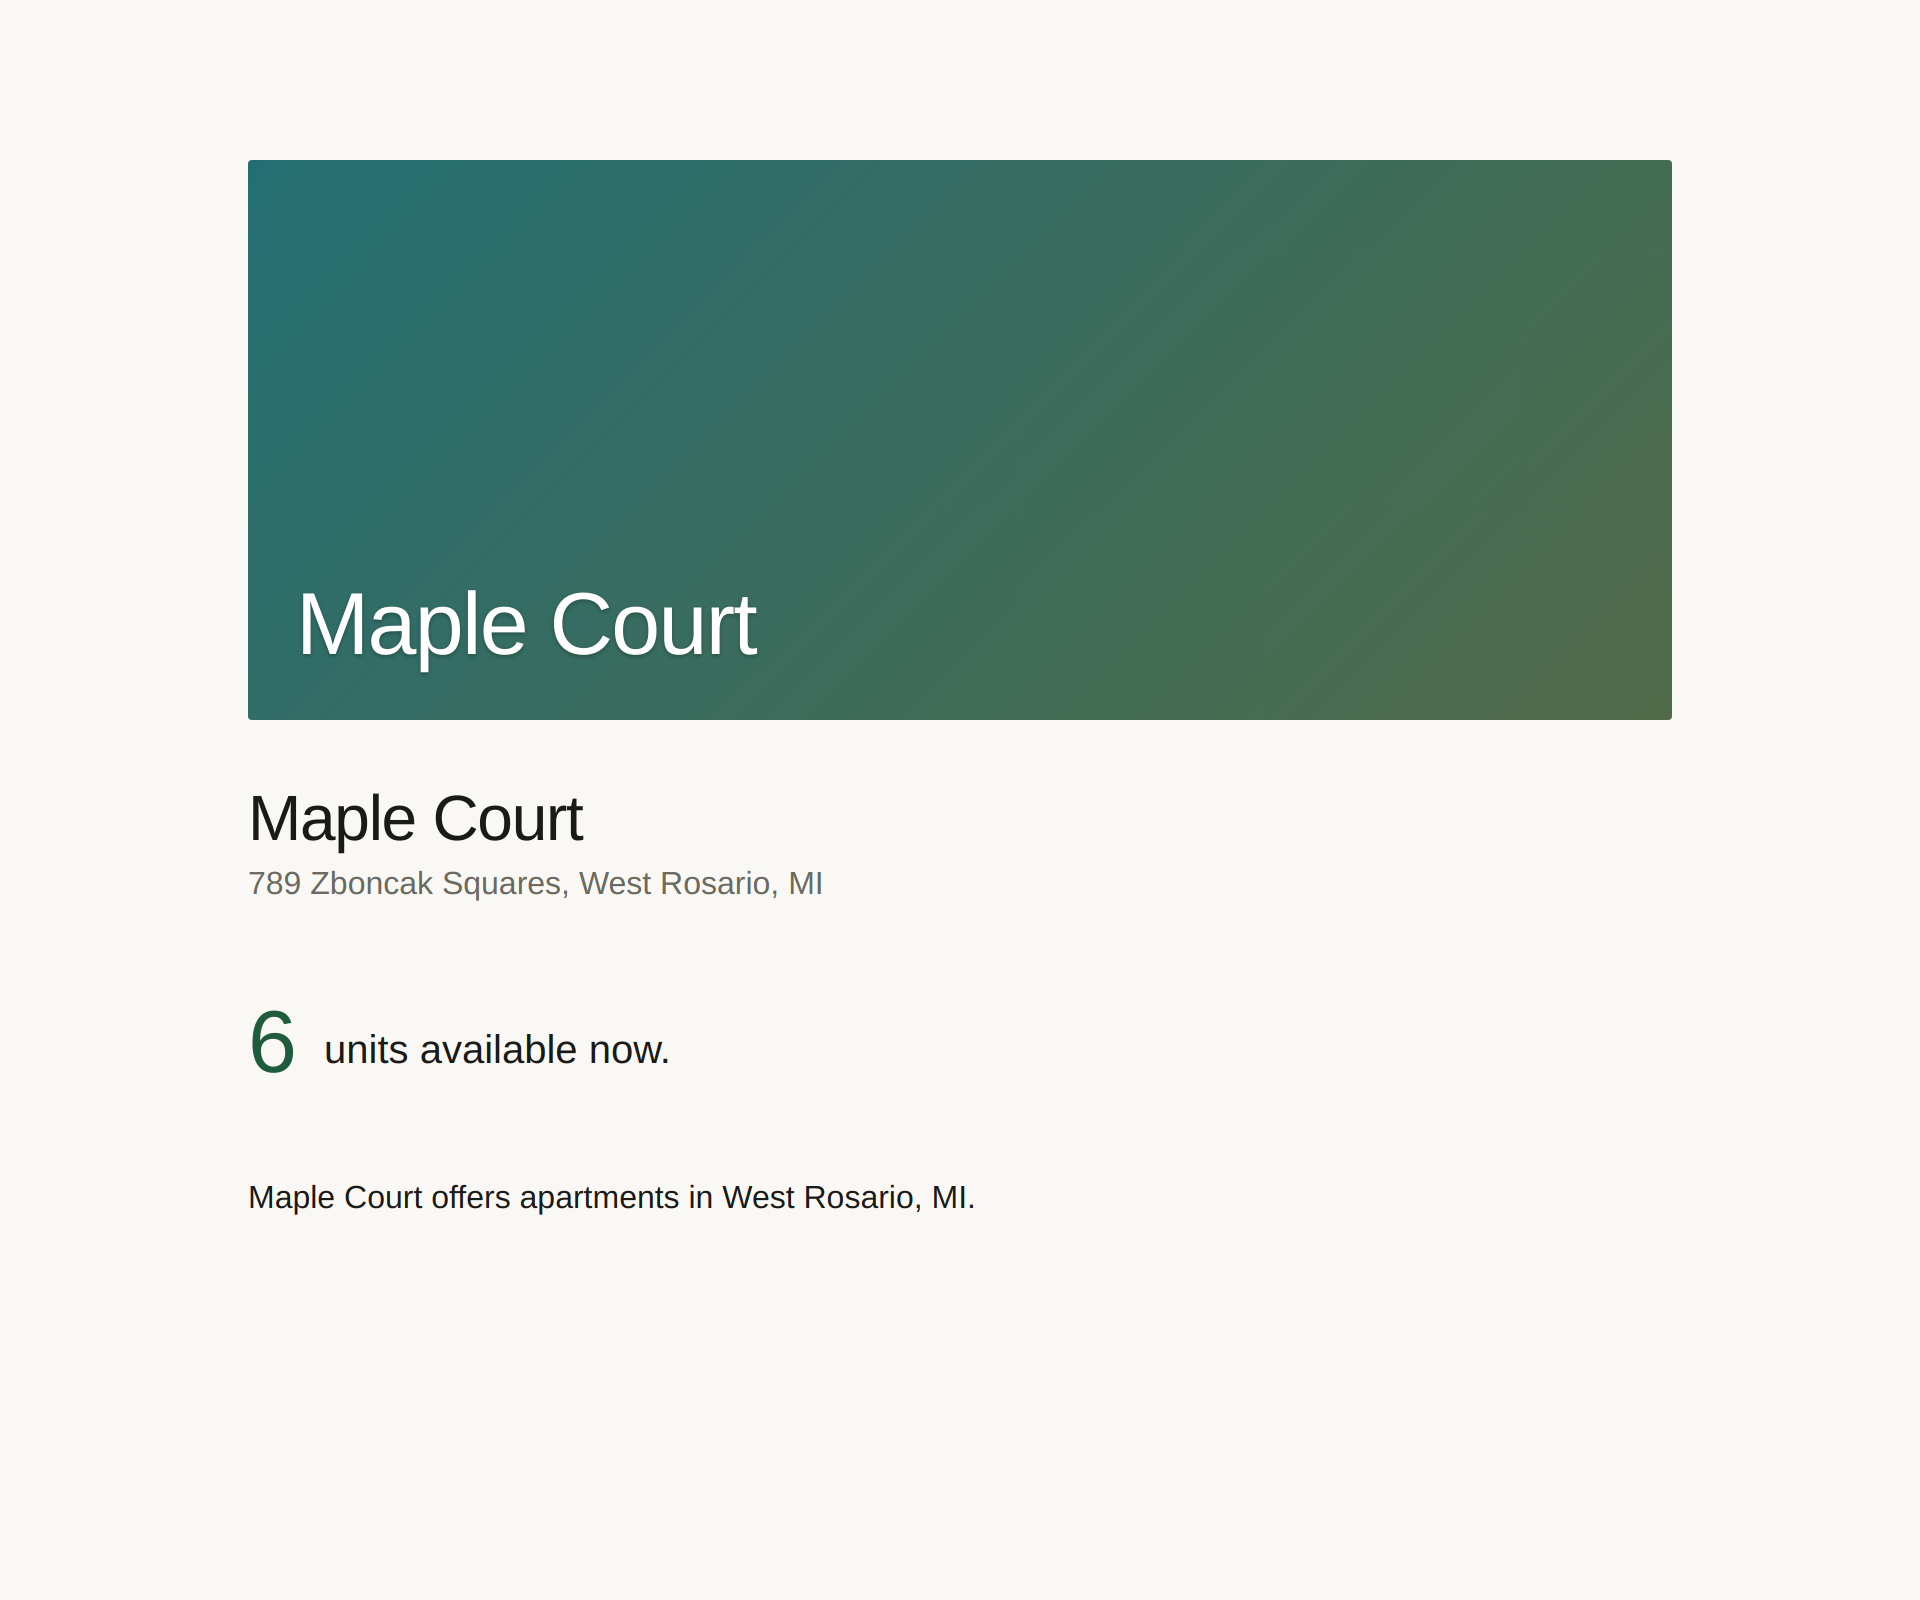 Maple Court
Maple Court
789 Zboncak Squares, West Rosario, MI
6 units available now.
Maple Court offers apartments in West Rosario, MI.